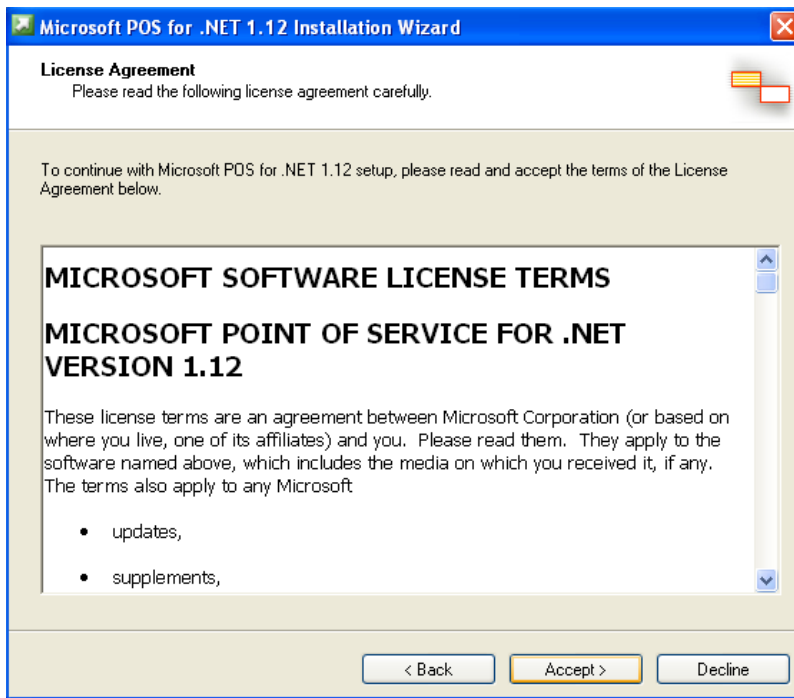 Microsoft POS for .NET 1.12 Installation Wizard
License Agreement
Please read the following license agreement carefully.
To continue with Microsoft POS for .NET 1.12 setup, please read and accept the terms of the License
Agreement below.
MICROSOFT SOFTWARE LICENSE TERMS
MICROSOFT POINT OF SERVICE FOR .NET
VERSION 1.12
These license terms are an agreement between Microsoft Corporation (or based on
where you live, one of its affiliates) and you.  Please read them.  They apply to the
software named above, which includes the media on which you received it, if any.
The terms also apply to any Microsoft
• updates,
• supplements,
< Back
Accept >
Decline